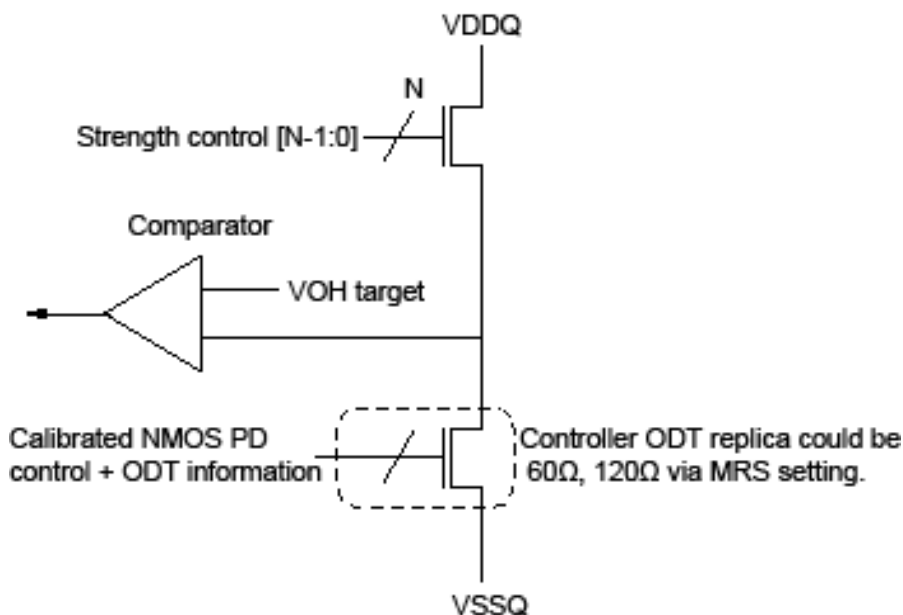 VDDQ
N
Strength control [N-1:0]
Comparator
VOH target
Calibrated NMOS PD
control + ODT information
Controller ODT replica could be
60Ω, 120Ω via MRS setting.
VSSQ